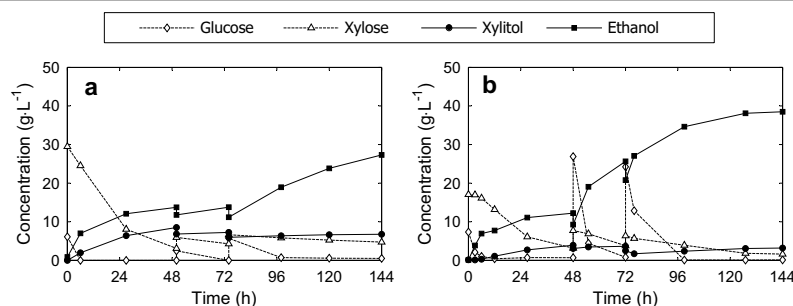 Glucose Xylose Xylitol Ethanol
a
Concentration (g·L⁻¹)
50
40
30
20
10
0
0 24 48 72 96 120 144
Time (h)
b
Concentration (g·L⁻¹)
50
40
30
20
10
0
0 24 48 72 96 120 144
Time (h)